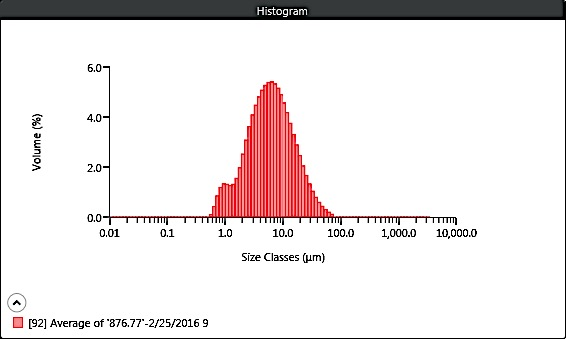 Histogram
6.0
4.0
2.0
0.0
Volume (%)
0.01 0.1 1.0 10.0 100.0 1,000.0 10,000.0
Size Classes (µm)
[92] Average of "876.77"-2/25/2016 9